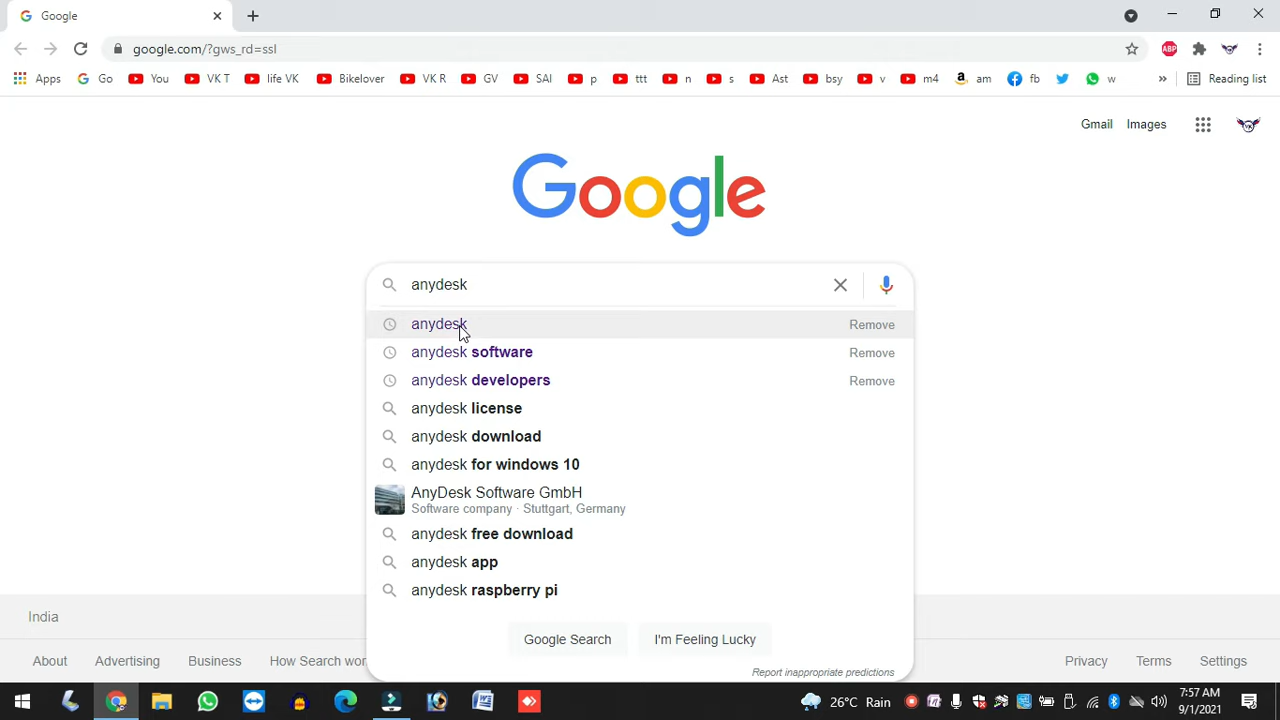 Google
google.com/?gws_rd=ssl
ABP
Apps Go You VK T life VK Bikelover VK R GV SAI p ttt n s Ast bsy v m4 am fb w » Reading list
Gmail Images
Google
anydesk
anydesk Remove
anydesk software Remove
anydesk developers Remove
anydesk license
anydesk download
anydesk for windows 10
AnyDesk Software GmbH
Software company · Stuttgart, Germany
anydesk free download
anydesk app
anydesk raspberry pi
Google Search I'm Feeling Lucky
Report inappropriate predictions
India
About Advertising Business How Search wor
Privacy Terms Settings
26°C Rain
7:57 AM
9/1/2021